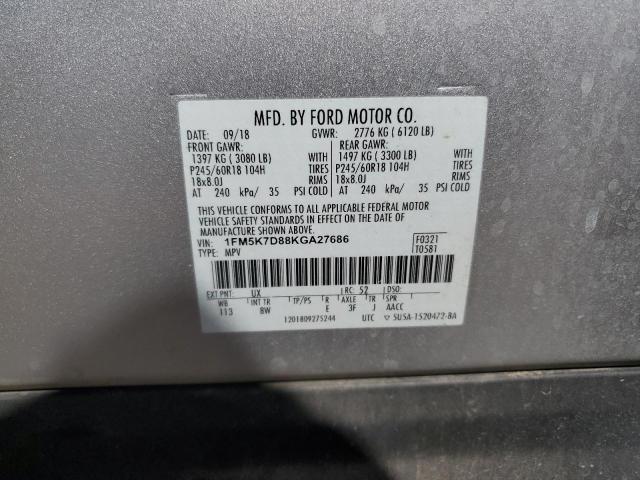 MFD. BY FORD MOTOR CO.
DATE: 09/18 GVWR: 2776 KG ( 6120 LB)
FRONT GAWR: REAR GAWR:
1397 KG ( 3080 LB) WITH 1497 KG ( 3300 LB) WITH
P245/60R18 104H TIRES P245/60R18 104H TIRES
18x8.0J RIMS 18x8.0J RIMS
AT 240 kPa/ 35 PSI COLD AT 240 kPa/ 35 PSI COLD
THIS VEHICLE CONFORMS TO ALL APPLICABLE FEDERAL MOTOR
VEHICLE SAFETY STANDARDS IN EFFECT ON THE DATE OF
MANUFACTURE SHOWN ABOVE.
VIN: 1FM5K7D88KGA27686 F0321
TYPE: MPV T0581
EXT PNT: UX RC: 52 DSO:
WB INT TR TP/PS R AXLE TR SPR
113 8W E 3F J AACC
1201809275244 UTC ▽ 5U5A-1520472-BA